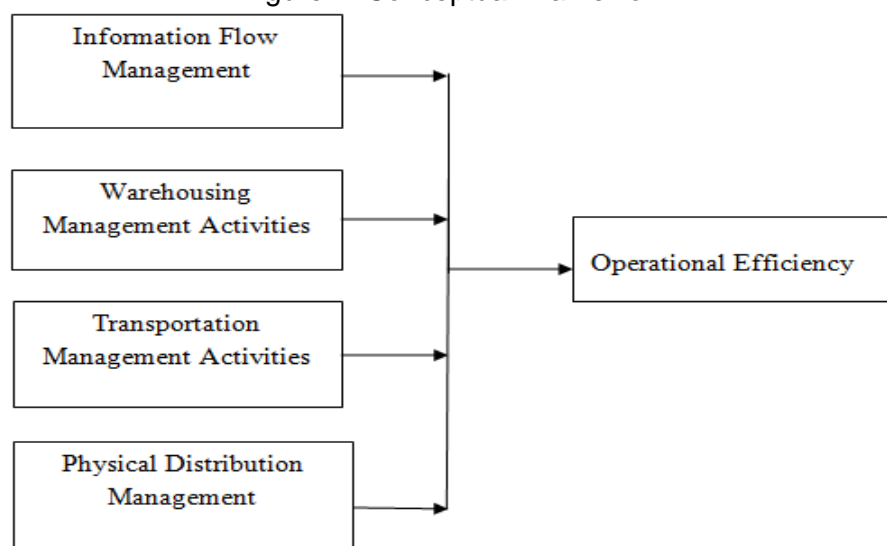 Information Flow
Management
Warehousing
Management Activities
Operational Efficiency
Transportation
Management Activities
Physical Distribution
Management